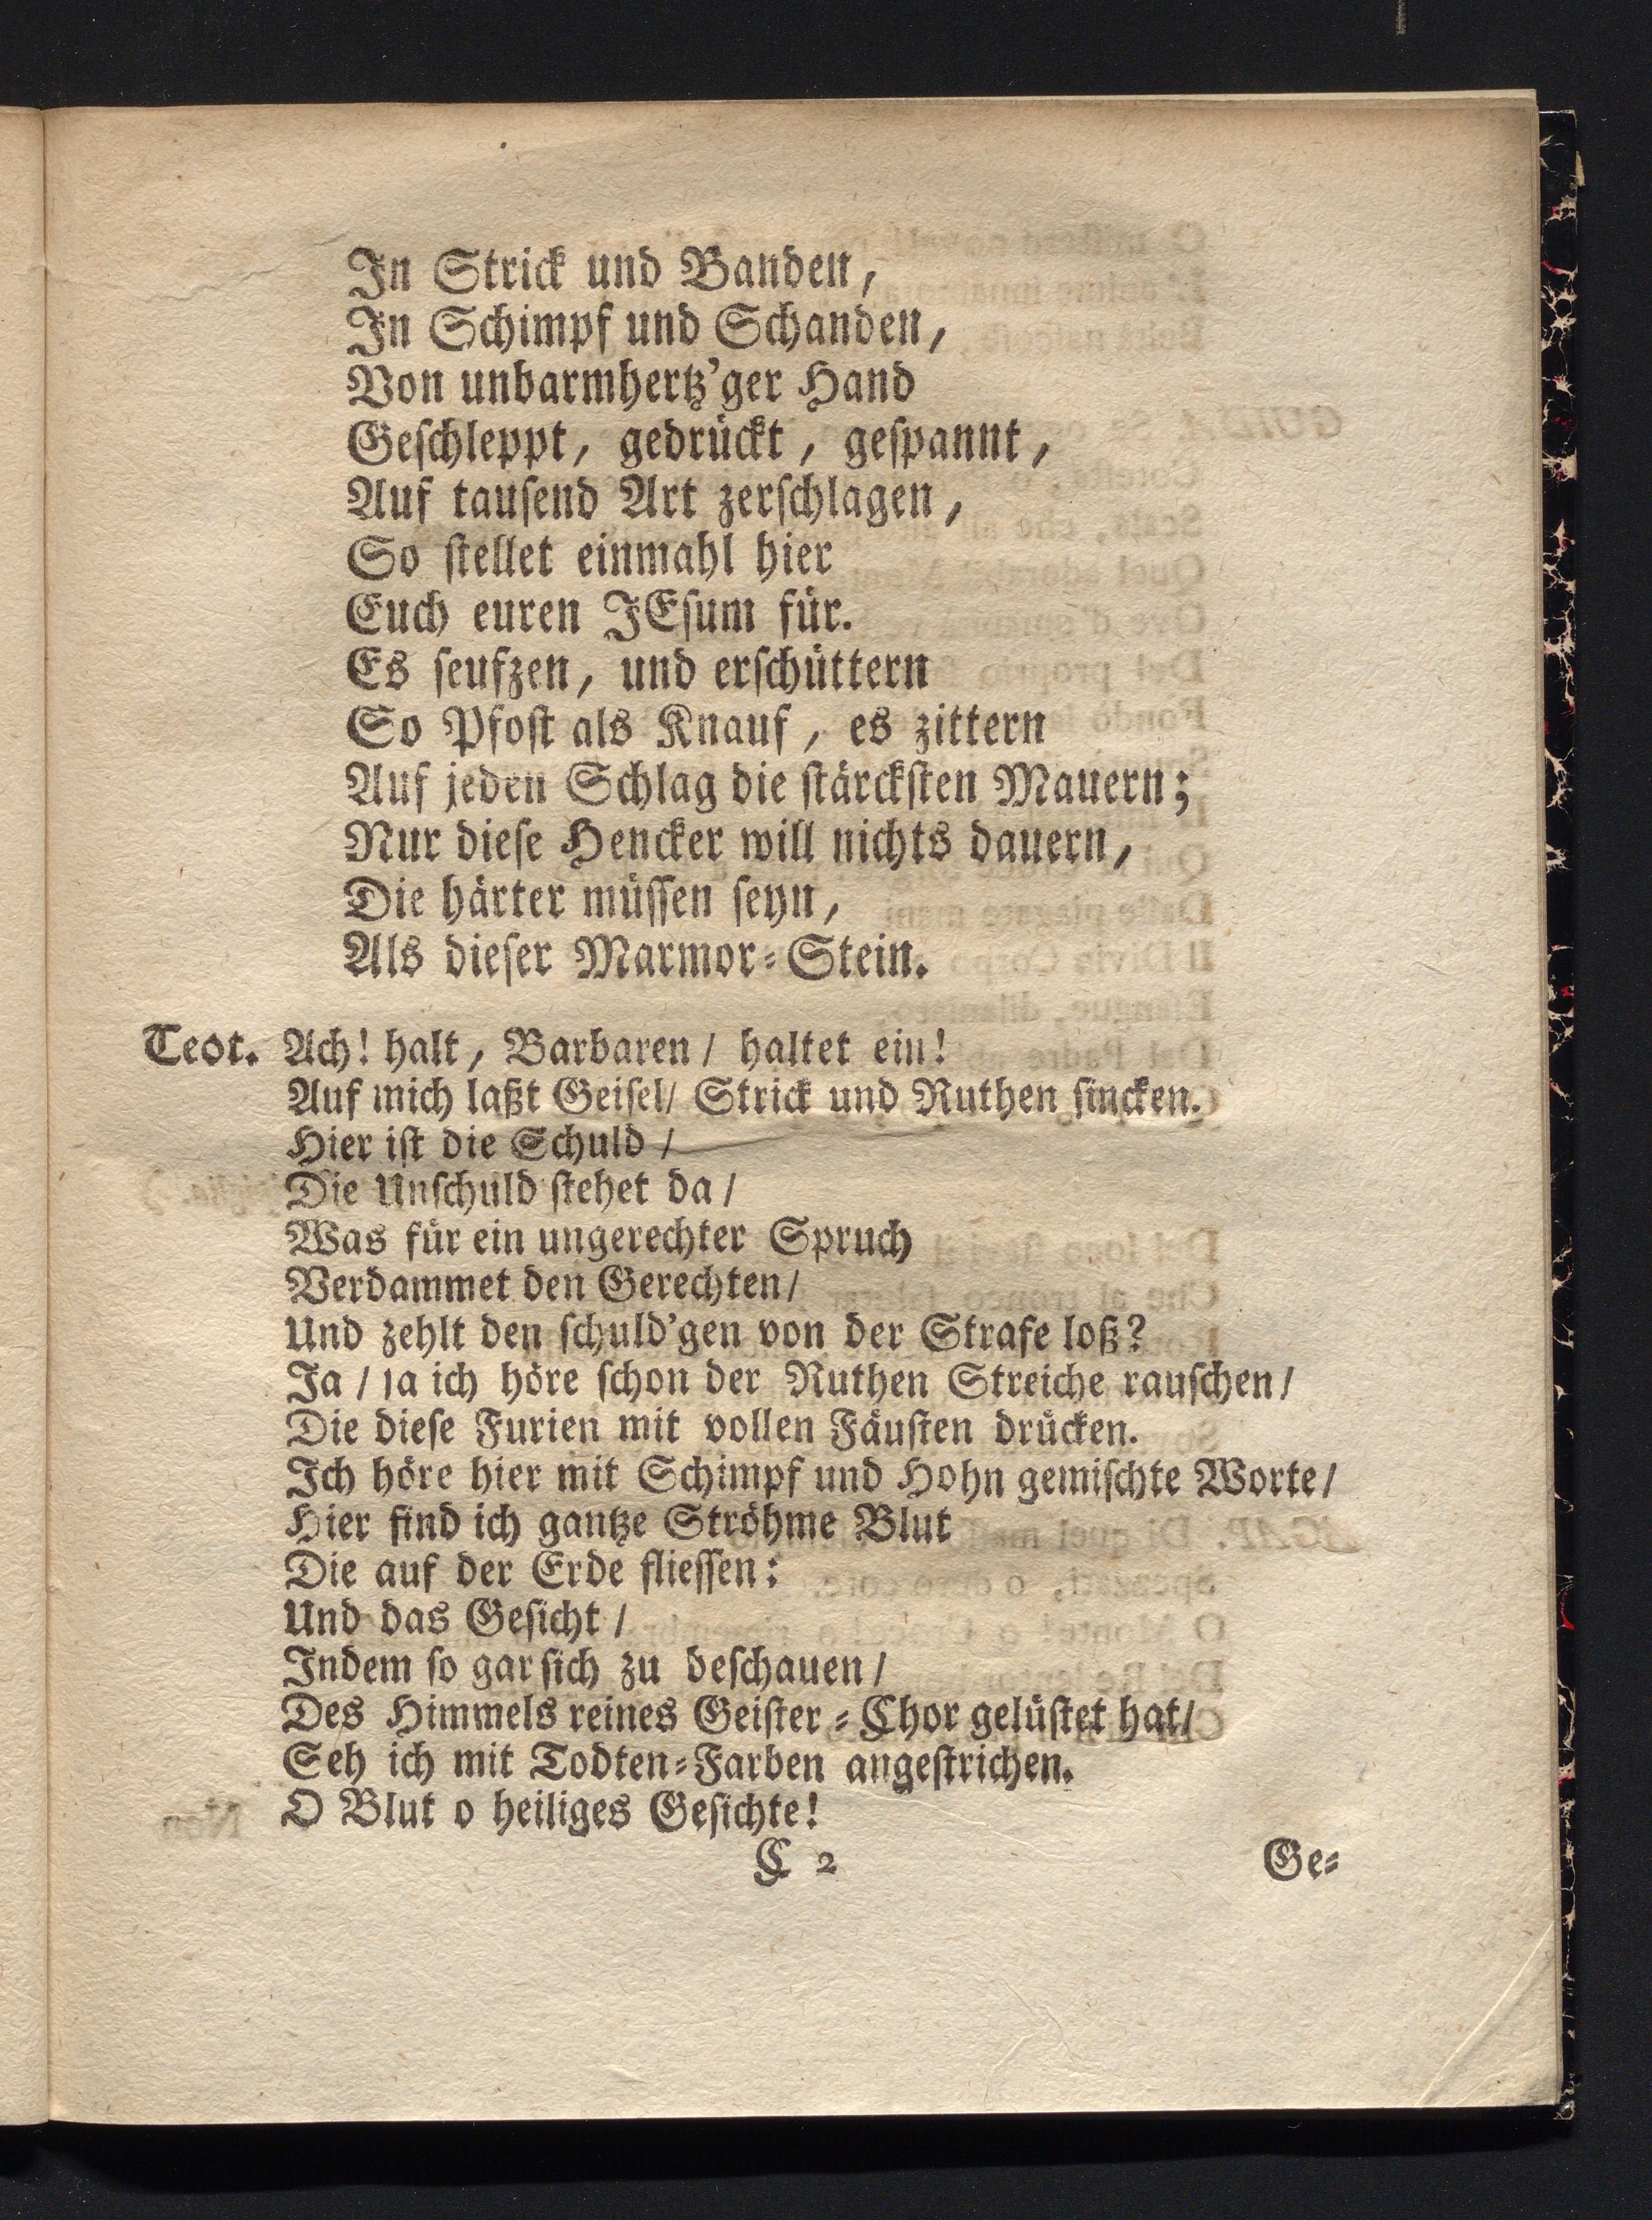 In Strick und Banden,
In Schimpf und Schanden,
Von unbarmhertz'ger Hand
Geſchleppt, gedrückt, geſpannt,
Auf tauſend Art zerſchlagen,
So ſtellet einmahl hier
Euch euren JEſum für.
Es ſeufzen, und erſchüttern
So Pfoſt als Knauf, es zittern
Auf jeden Schlag die ſtärckſten Mauern;
Nur dieſe Hencker will nichts dauern,
Die härter müſſen ſeyn,
Als dieſer Marmor-Stein.
Teot. Ach! halt, Barbaren / haltet ein!
Auf mich laßt Geiſel/ Strick und Ruthen ſincken.
Hier iſt die Schuld /
Die Unſchuld ſtehet da /
Was für ein ungerechter Spruch
Verdammet den Gerechten /
Und zehlt den ſchuld'gen von der Strafe loß?
Ja / ja ich höre ſchon der Ruthen Streiche rauſchen /
Die dieſe Furien mit vollen Fäuſten drücken.
Ich höre hier mit Schimpf und Hohn gemiſchte Worte /
Hier find ich gantze Ströhme Blut
Die auf der Erde flieſſen:
Und das Geſicht /
Indem ſo gar ſich zu beſchauen /
Des Himmels reines Geiſter-Chor gelüſtet hat/
Seh ich mit Todten-Farben angeſtrichen.
O Blut o heiliges Geſichte!
C 2 Ge-